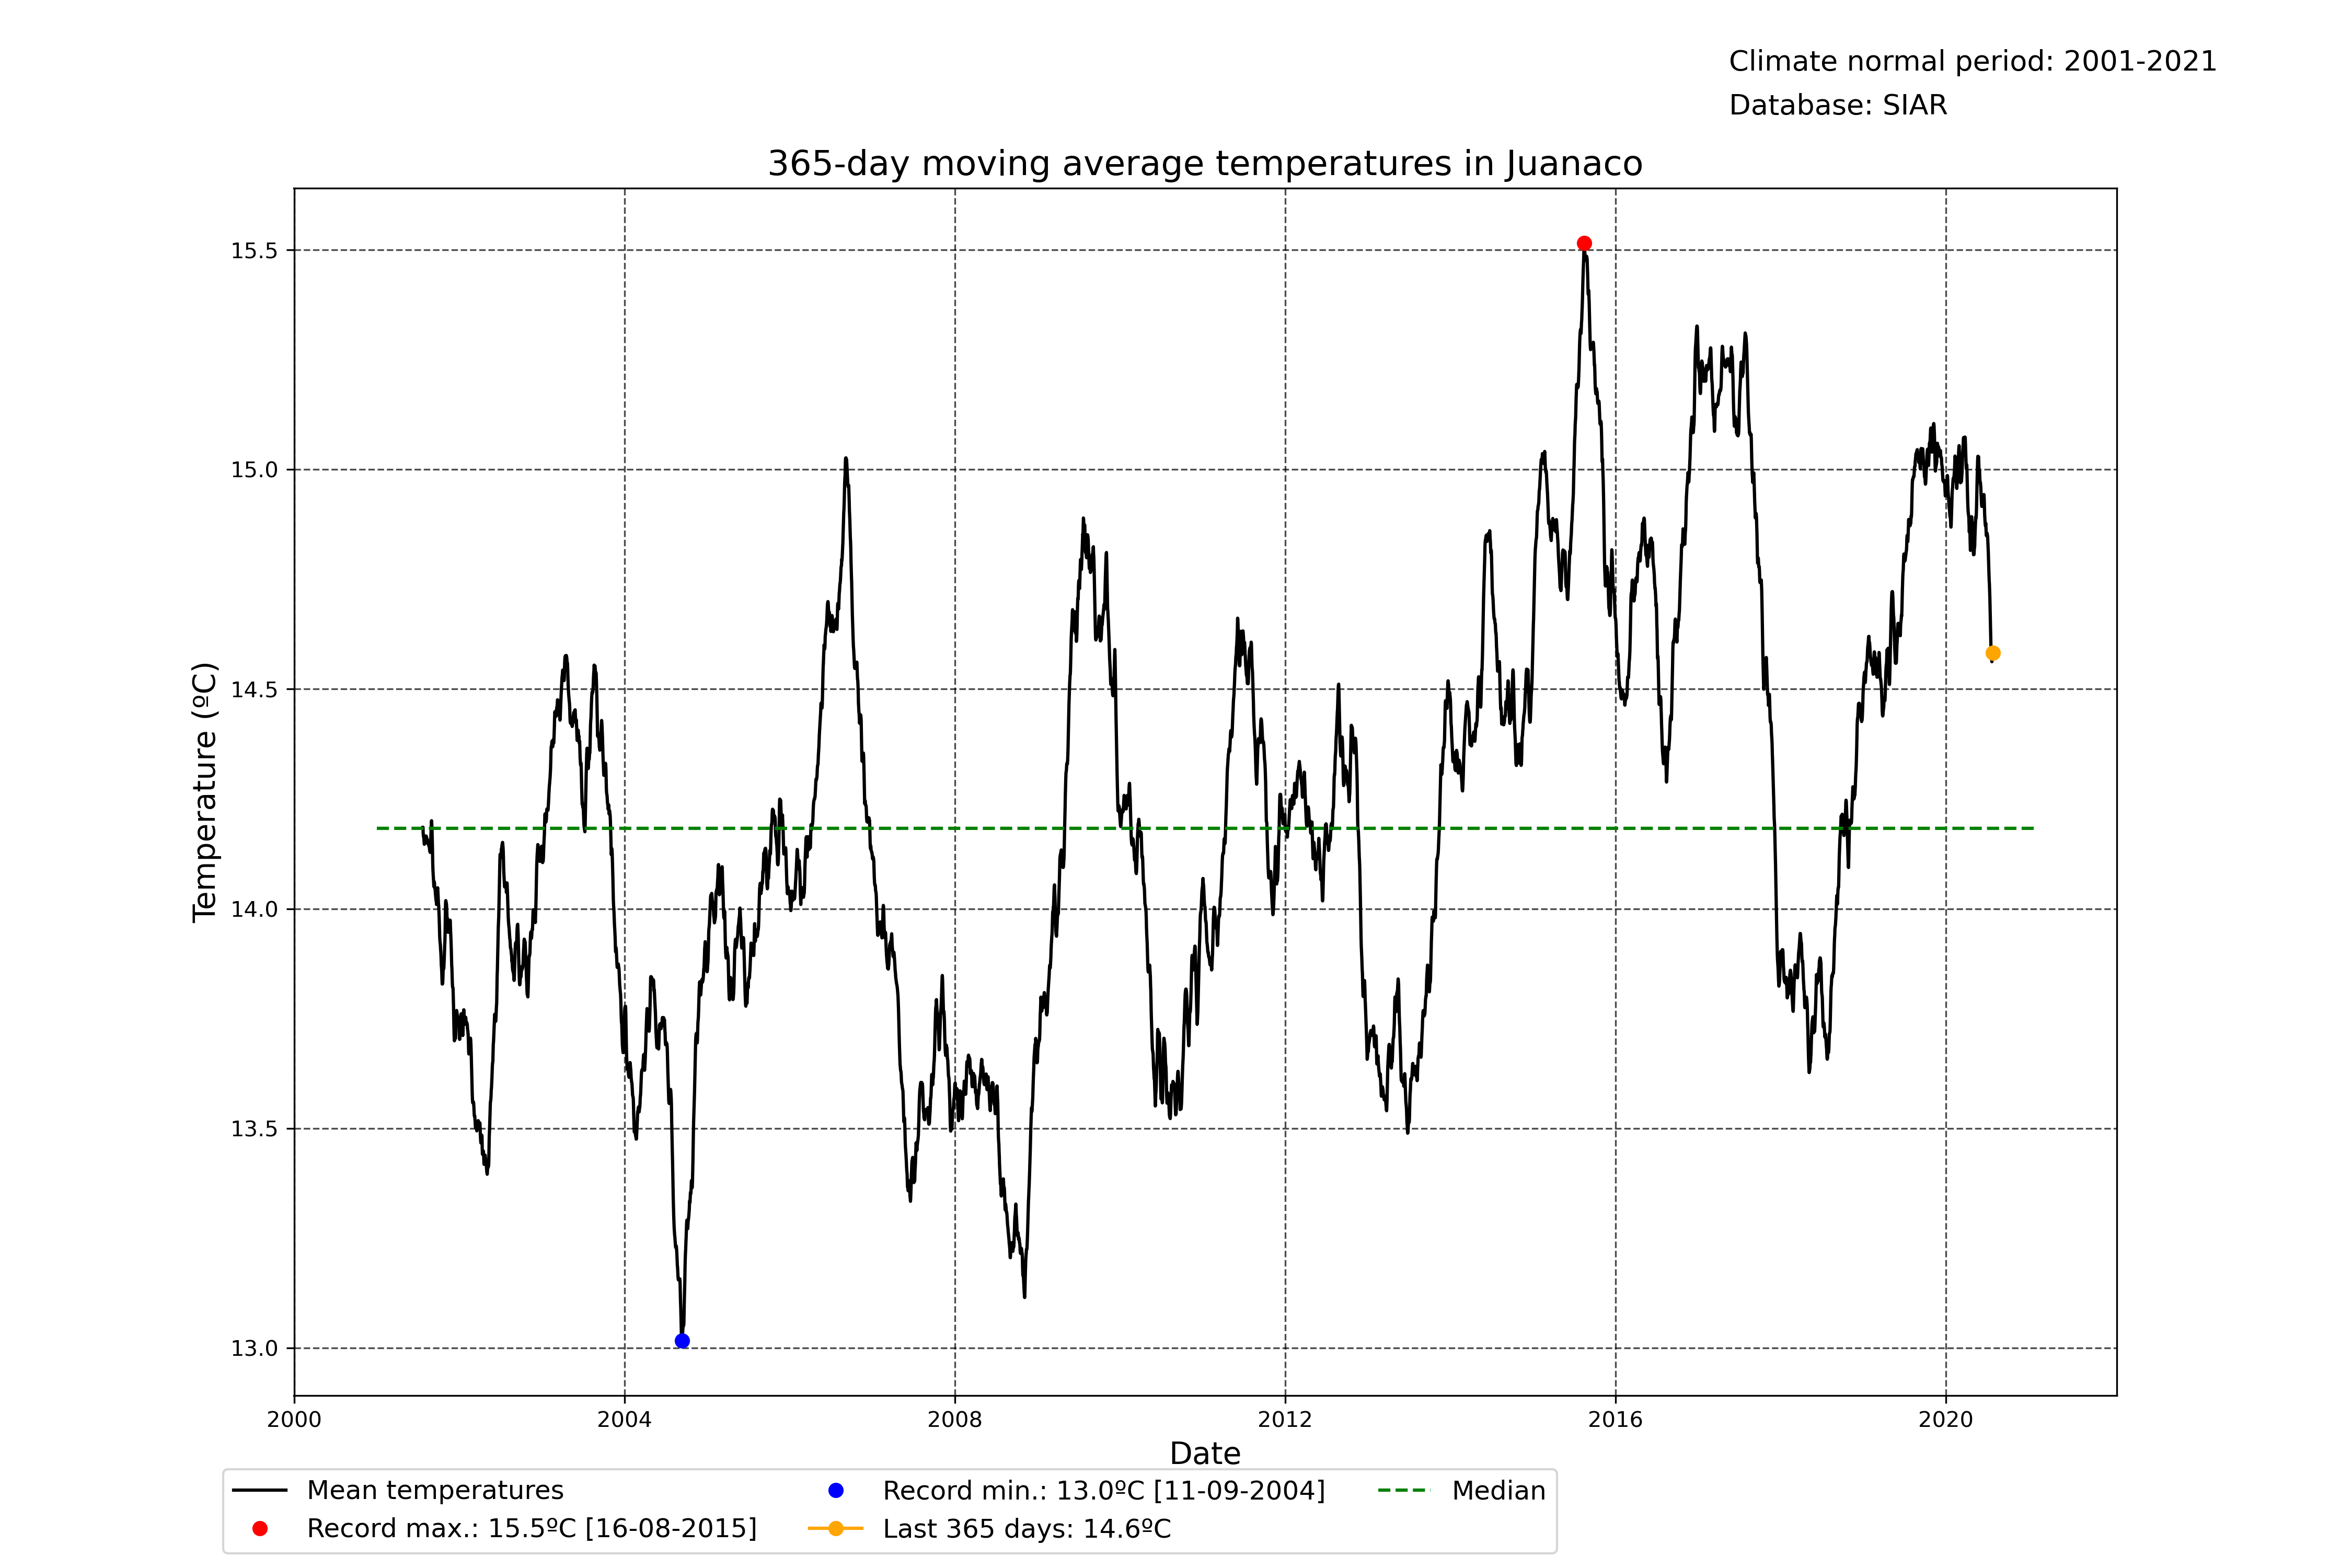 Climate normal period: 2001-2021
Database: SIAR
365-day moving average temperatures in Juanaco
Temperature (ºC)
15.5
15.0
14.5
14.0
13.5
13.0
2000 2004 2008 2012 2016 2020
Date
Mean temperatures
Record max.: 15.5ºC [16-08-2015]
Record min.: 13.0ºC [11-09-2004]
Last 365 days: 14.6ºC
Median